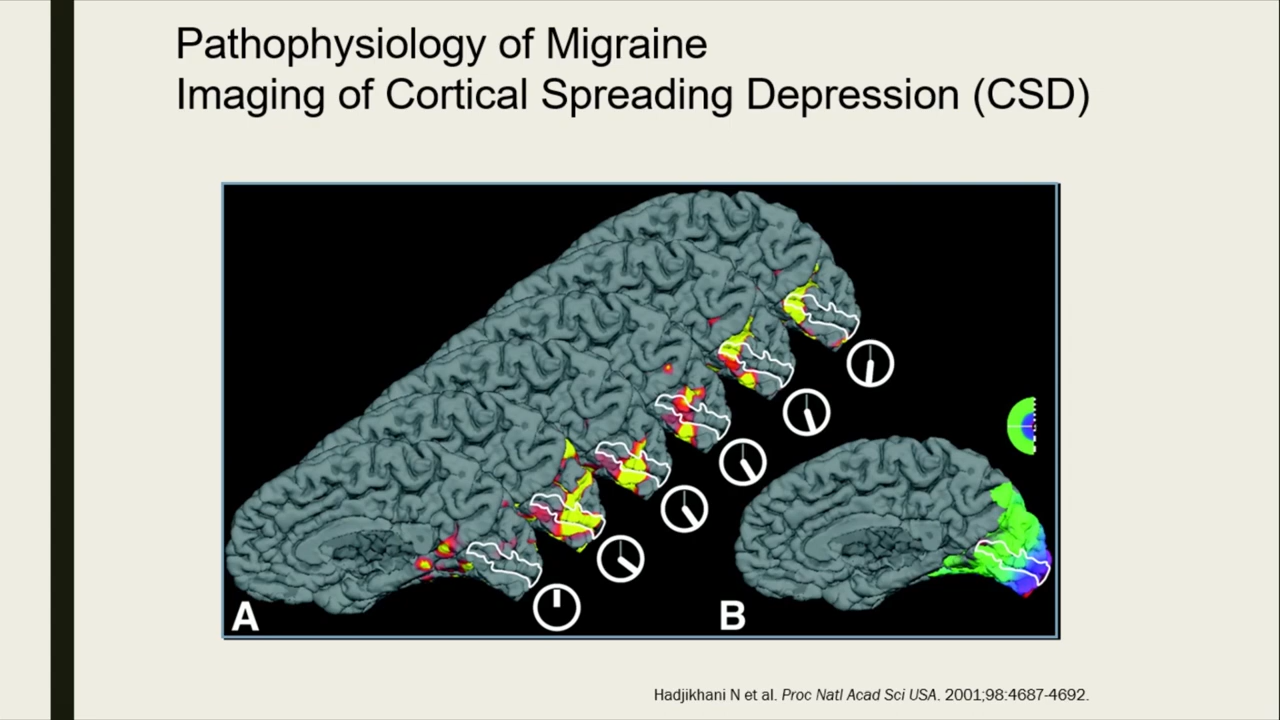 Pathophysiology of Migraine
Imaging of Cortical Spreading Depression (CSD)
A
B
Hadjikhani N et al. Proc Natl Acad Sci USA. 2001;98:4687-4692.